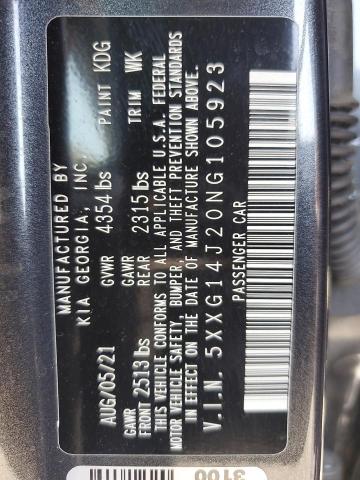 MANUFACTURED BY
KIA GEORGIA, INC.
AUG/05/21 GVWR 4354 lbs PAINT KDG
GAWR GAWR
FRONT 2513 lbs REAR 2315 lbs TRIM WK
THIS VEHICLE CONFORMS TO ALL APPLICABLE U.S.A. FEDERAL
MOTOR VEHICLE SAFETY, BUMPER, AND THEFT PREVENTION STANDARDS
IN EFFECT ON THE DATE OF MANUFACTURE SHOWN ABOVE.
V.I.N. 5XXG14J20NG105923
PASSENGER CAR
3100